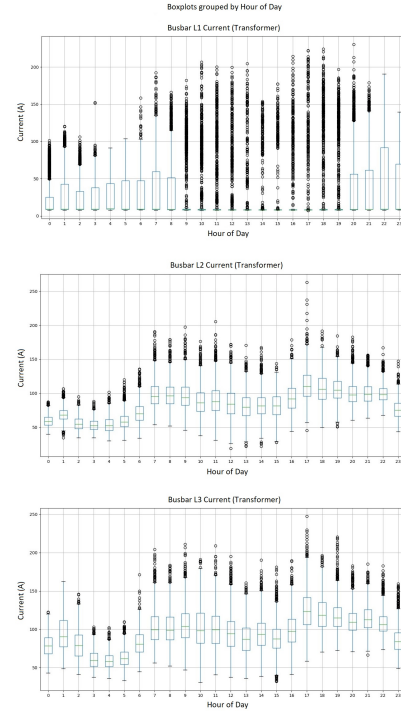 Boxplots grouped by Hour of Day
Busbar L1 Current (Transformer)
Current (A)
200
150
100
50
0
0 1 2 3 4 5 6 7 8 9 10 11 12 13 14 15 16 17 18 19 20 21 22 23
Hour of Day
Busbar L2 Current (Transformer)
Current (A)
250
200
150
100
50
0 1 2 3 4 5 6 7 8 9 10 11 12 13 14 15 16 17 18 19 20 21 22 23
Hour of Day
Busbar L3 Current (Transformer)
Current (A)
250
200
150
100
50
0 1 2 3 4 5 6 7 8 9 10 11 12 13 14 15 16 17 18 19 20 21 22 23
Hour of Day